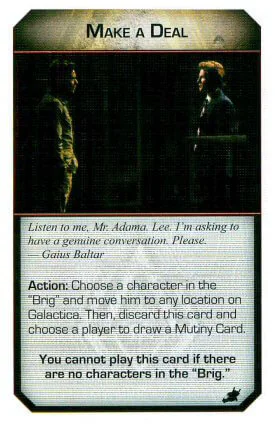 MAKE A DEAL
Listen to me, Mr. Adama. Lee. I'm asking to
have a genuine conversation. Please.
— Gaius Baltar
Action: Choose a character in the
"Brig" and move him to any location on
Galactica. Then, discard this card and
choose a player to draw a Mutiny Card.
You cannot play this card if there
are no characters in the "Brig."